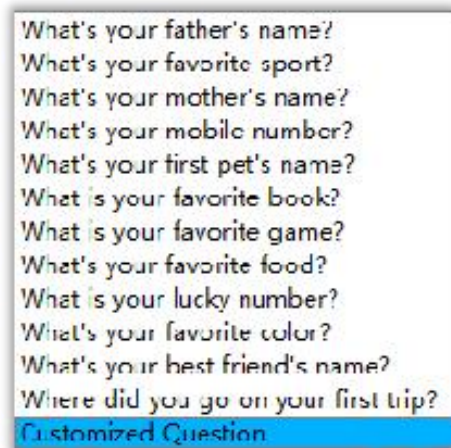 What's your father's name?
What's your favorite sport?
What's your mother's name?
What's your mobile number?
What's your first pet's name?
What is your favorite book?
What is your favorite game?
What's your favorite food?
What is your lucky number?
What's your favorite color?
What's your best friend's name?
Where did you go on your first trip?
Customized Question